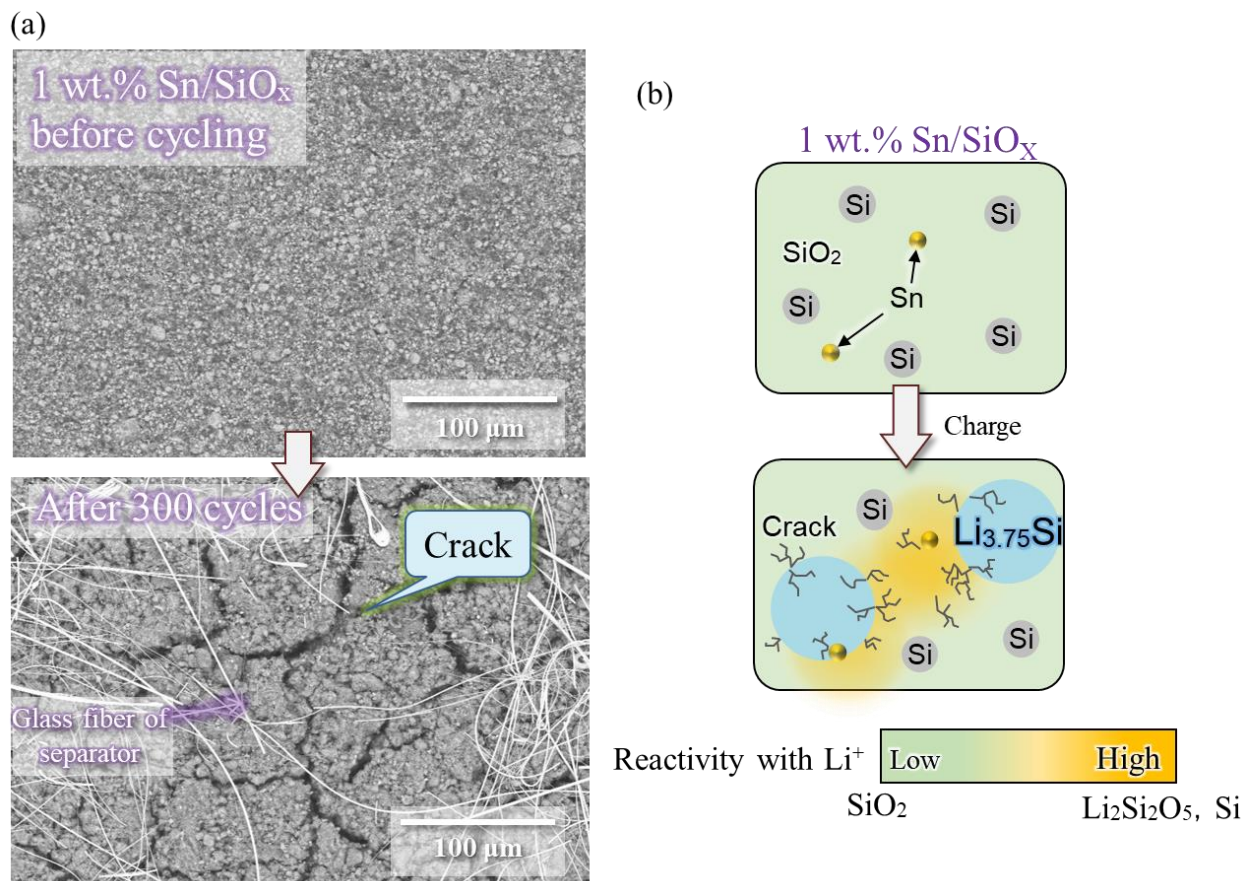 (a)
1 wt.% Sn/SiOₓ
before cycling
100 μm
After 300 cycles
Crack
Glass fiber of
separator
100 μm
(b)
1 wt.% Sn/SiOX
Si
Si
SiO₂
Si
Sn
Si
Si
Charge
Si
Crack
Li₃.₇₅Si
Si
Si
Reactivity with Li⁺
Low
High
SiO₂
Li₂Si₂O₅, Si